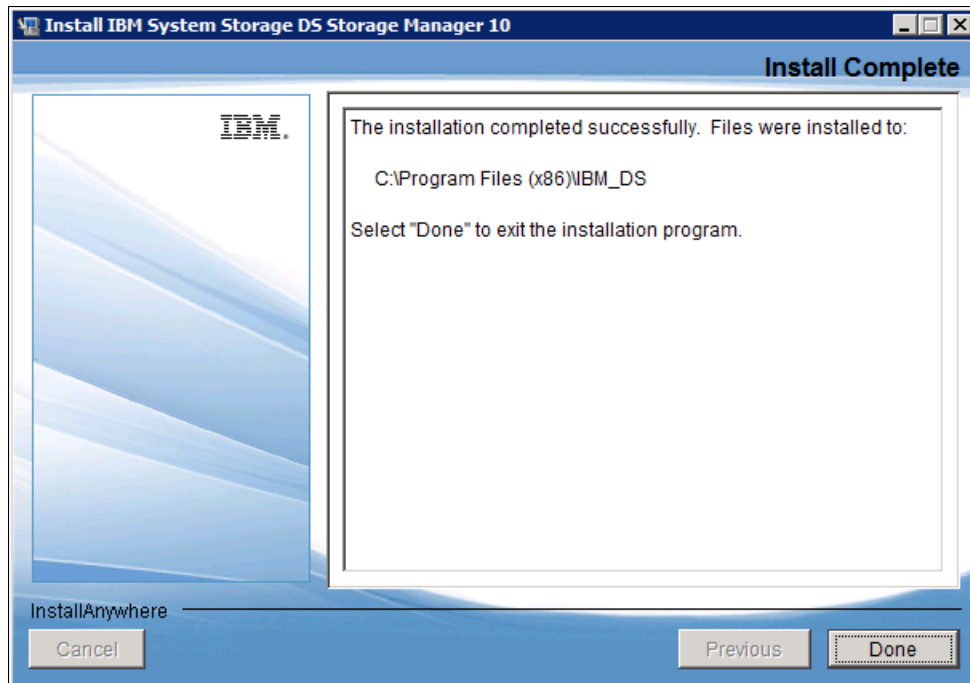 Install IBM System Storage DS Storage Manager 10
Install Complete
IBM.
The installation completed successfully. Files were installed to:
C:\Program Files (x86)\IBM_DS
Select "Done" to exit the installation program.
InstallAnywhere
Cancel
Previous
Done